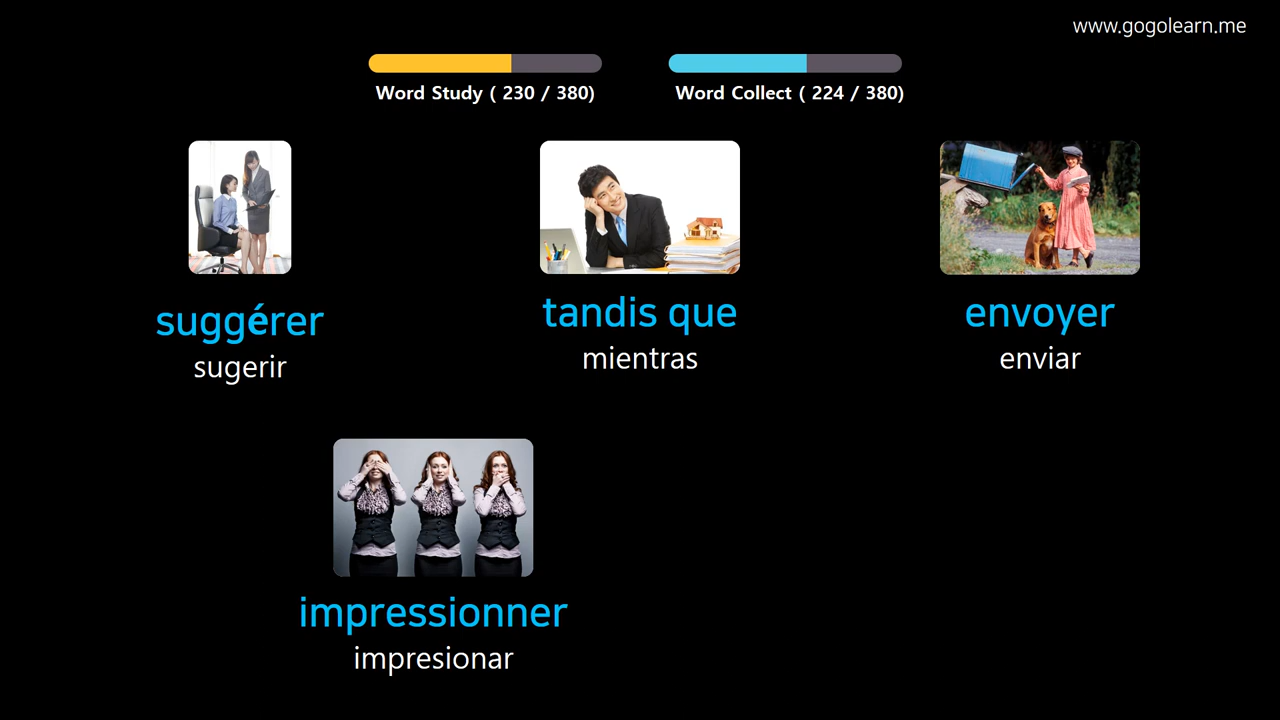 www.gogolearn.me
Word Study ( 230 / 380)
Word Collect ( 224 / 380)
suggérer
sugerir
tandis que
mientras
envoyer
enviar
impressionner
impresionar